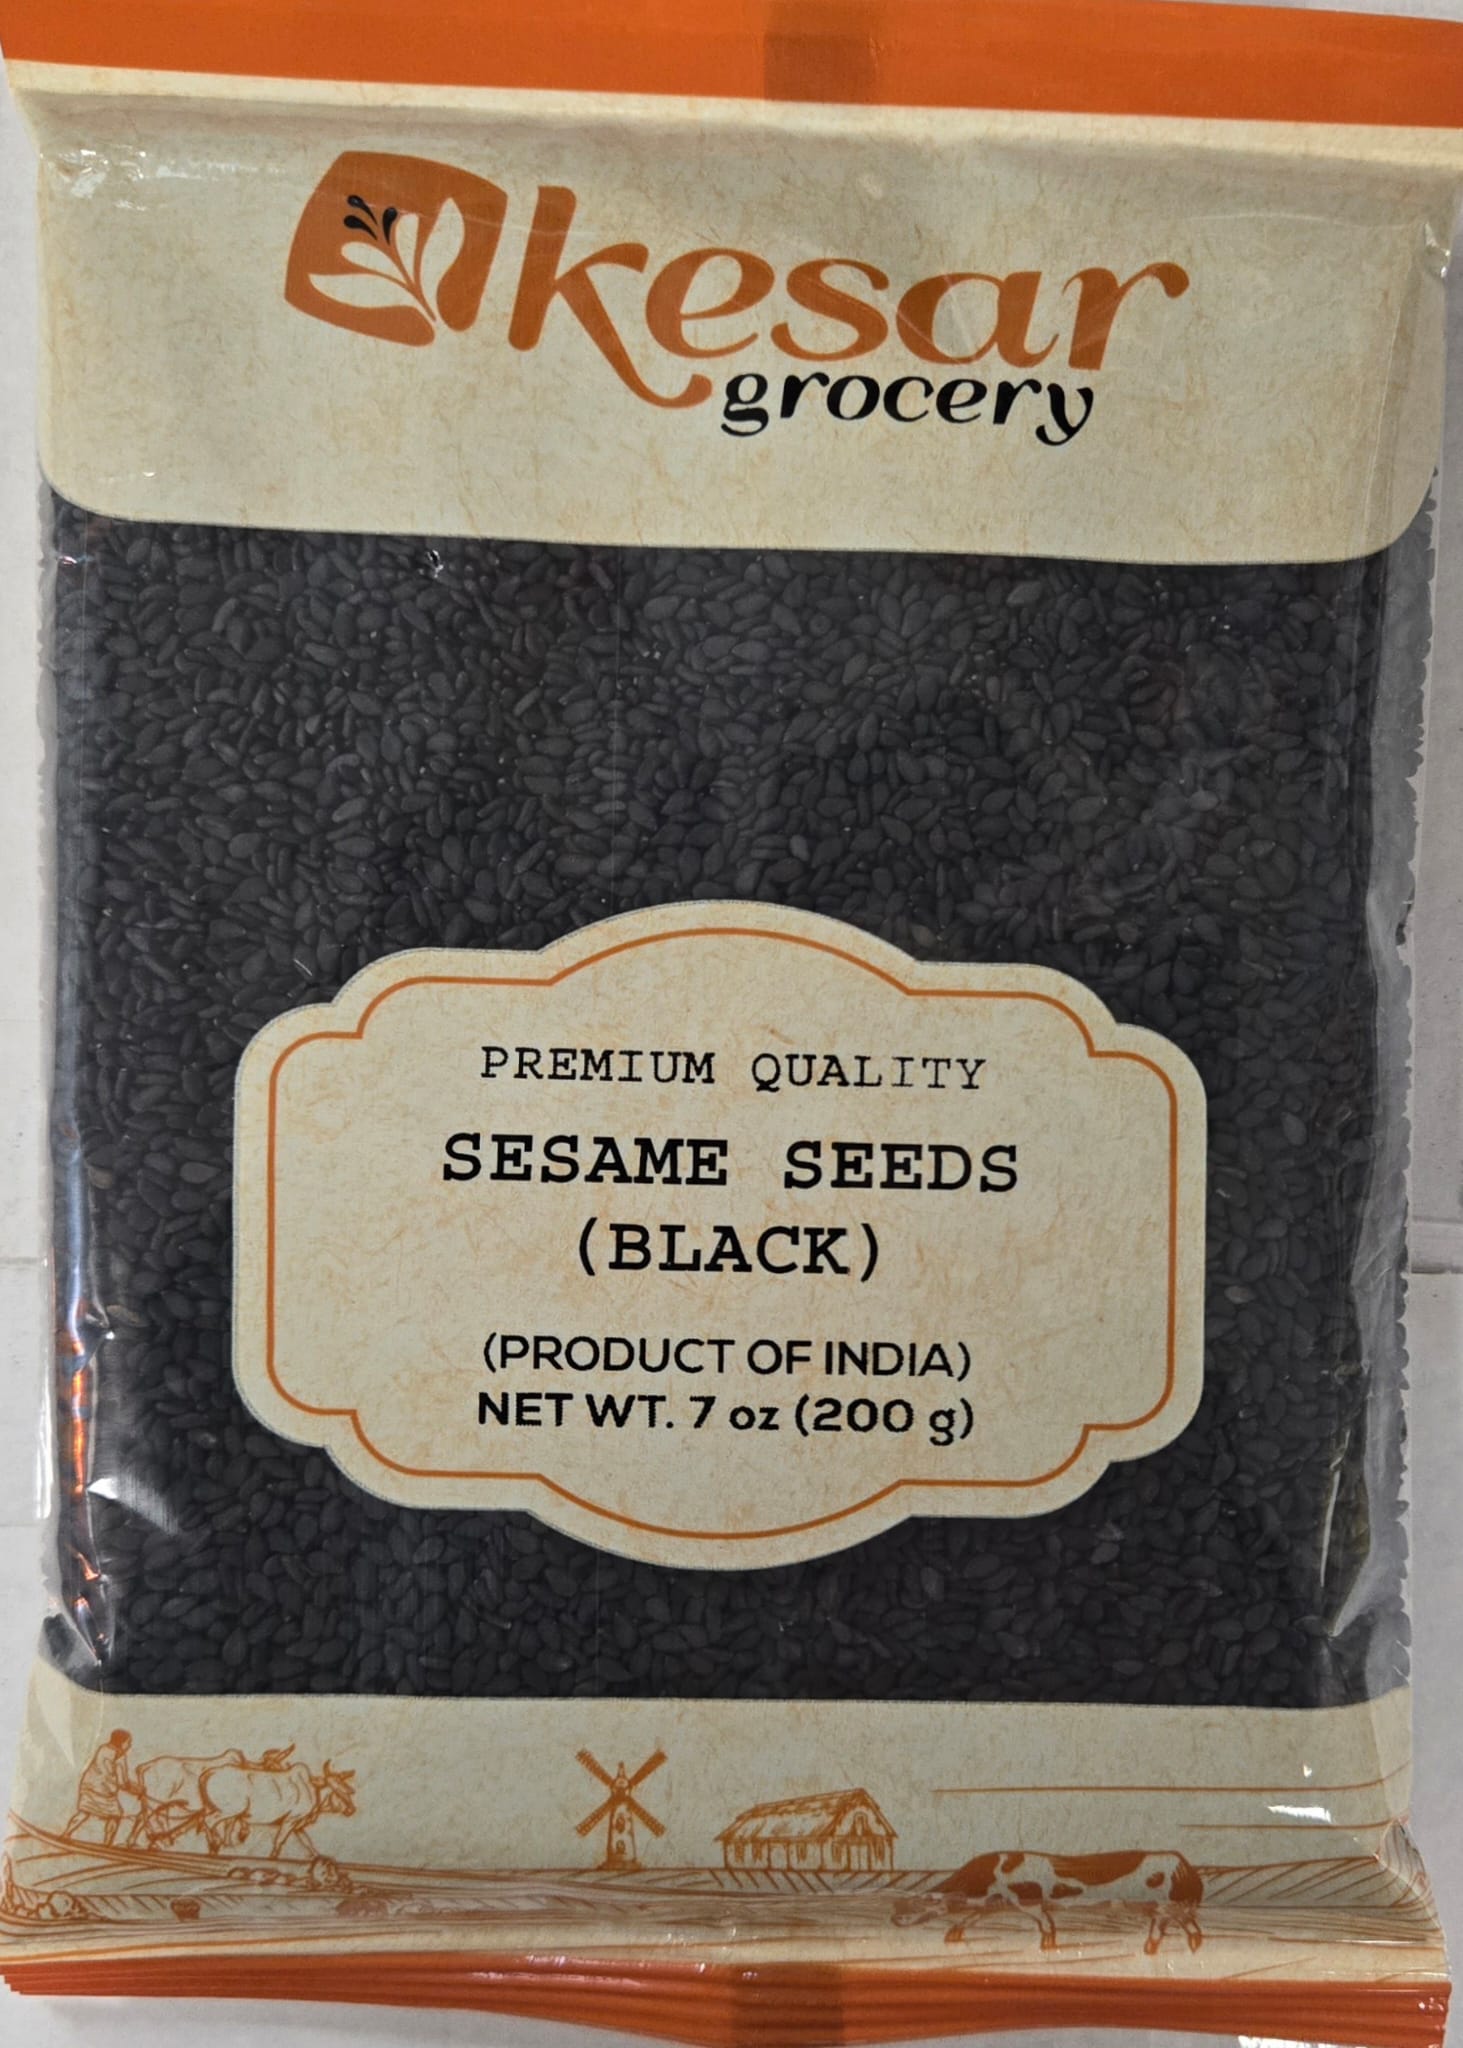 kesar
grocery
PREMIUM QUALITY
SESAME SEEDS
(BLACK)
(PRODUCT OF INDIA)
NET WT. 7 oz (200 g)